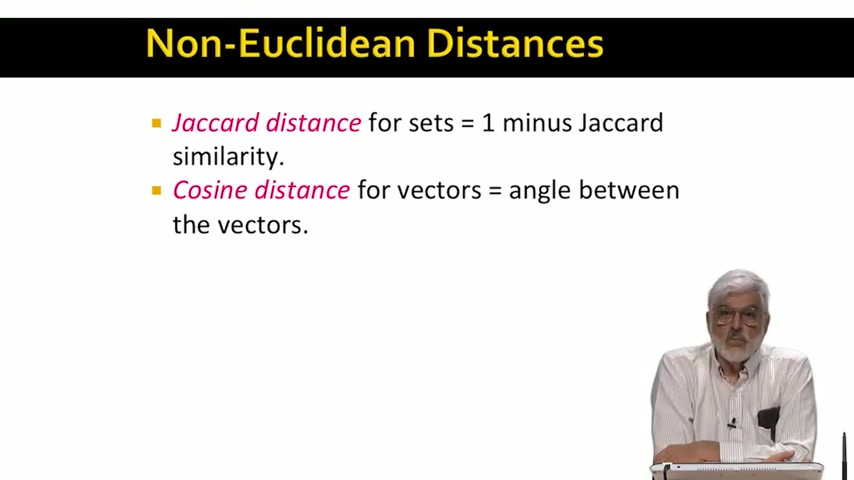 Non-Euclidean Distances
Jaccard distance for sets = 1 minus Jaccard
similarity.
Cosine distance for vectors = angle between
the vectors.